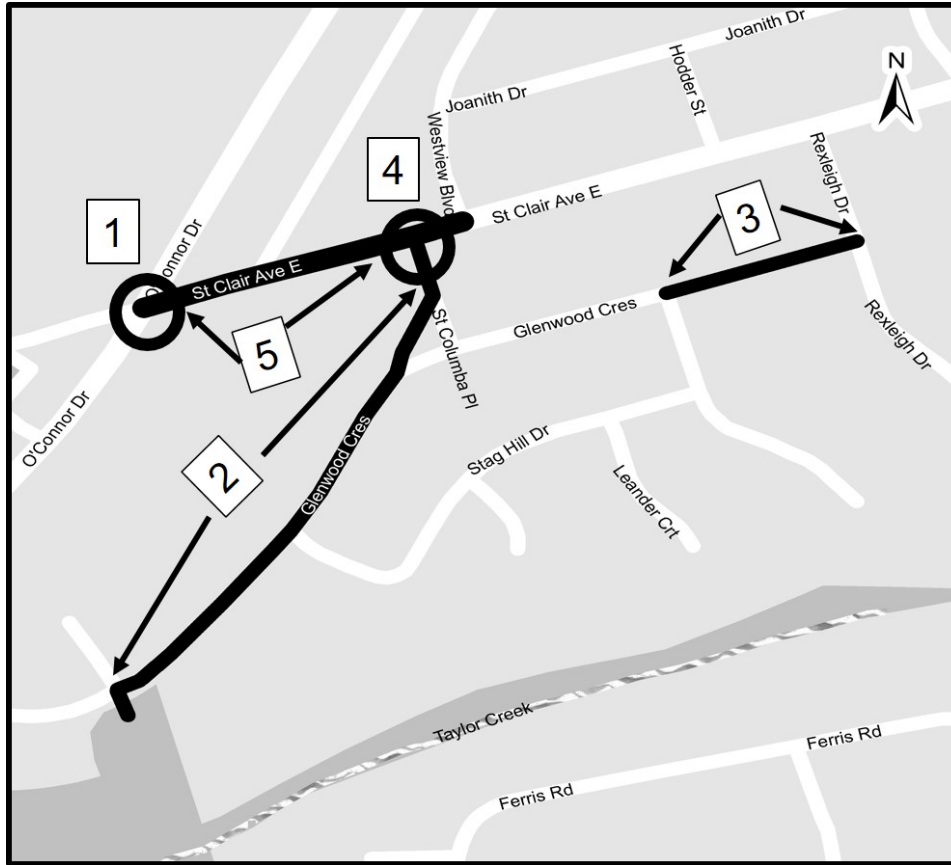 Joanith Dr
Hodder St
N
Joanith Dr
Westview Blvd
4
Rexleigh Dr
1
St Clair Ave E
3
O'Connor Dr
St Clair Ave E
Glenwood Cres
St Columba Pl
Rexleigh Dr
5
O'Connor Dr
Glenwood Cres
Stag Hill Dr
2
Leander Crt
Taylor Creek
Ferris Rd
Ferris Rd